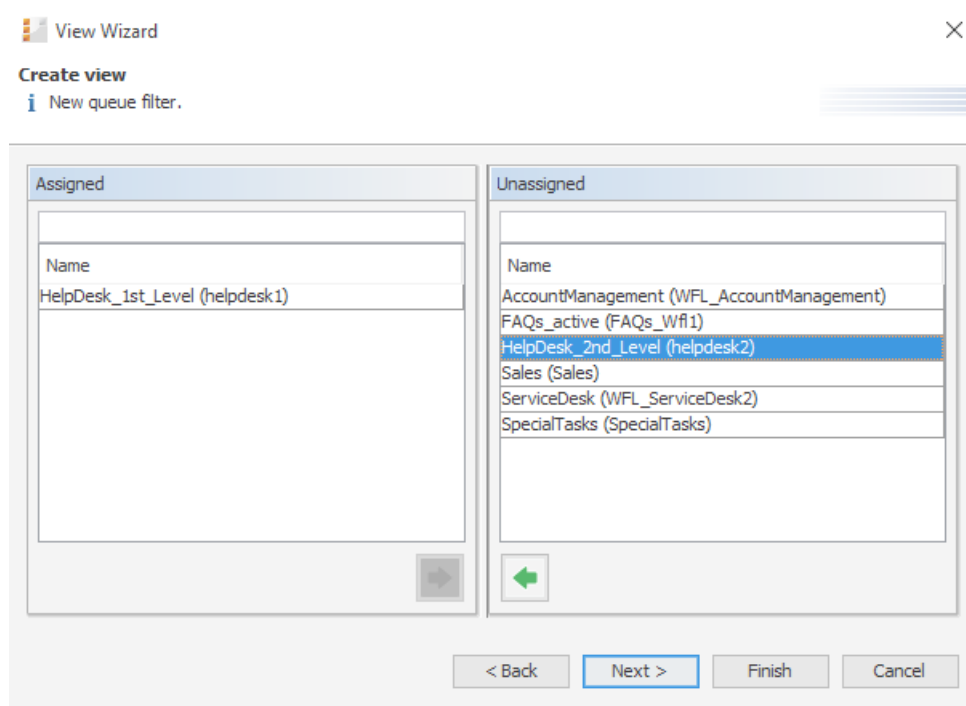 View Wizard
Create view
New queue filter.
Assigned
Name
HelpDesk_1st_Level (helpdesk1)
Unassigned
Name
AccountManagement (WFL_AccountManagement)
FAQs_active (FAQs_Wfl1)
HelpDesk_2nd_Level (helpdesk2)
Sales (Sales)
ServiceDesk (WFL_ServiceDesk2)
SpecialTasks (SpecialTasks)
< Back
Next >
Finish
Cancel